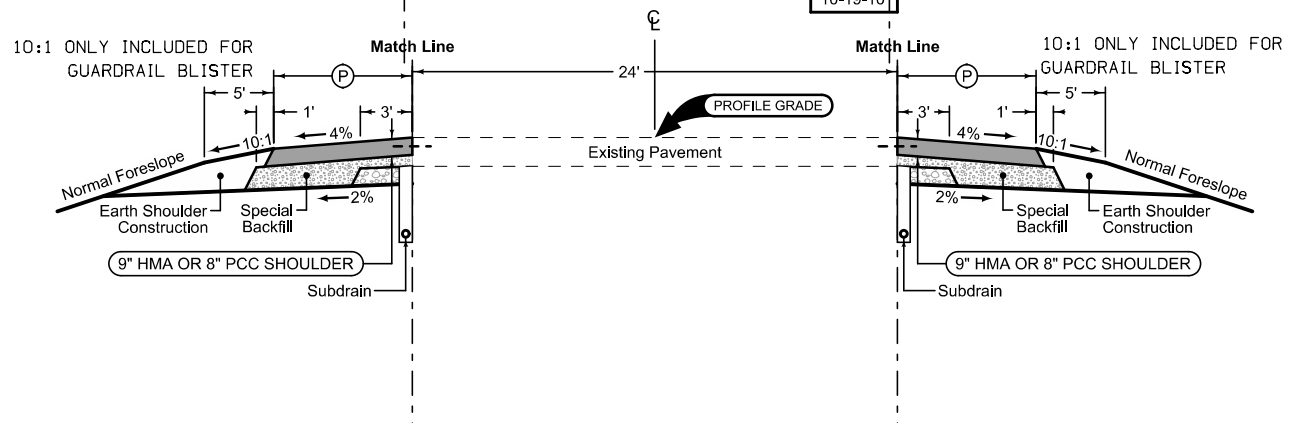 10-19-10
℄
10:1 ONLY INCLUDED FOR
GUARDRAIL BLISTER
Match Line
Match Line
10:1 ONLY INCLUDED FOR
GUARDRAIL BLISTER
P
24'
P
5'
1'
3'
PROFILE GRADE
3'
1'
5'
10:1
4%
4%
10:1
Existing Pavement
Normal Foreslope
Normal Foreslope
2%
2%
Earth Shoulder
Construction
Special
Backfill
Special
Backfill
Earth Shoulder
Construction
9" HMA OR 8" PCC SHOULDER
9" HMA OR 8" PCC SHOULDER
Subdrain
Subdrain